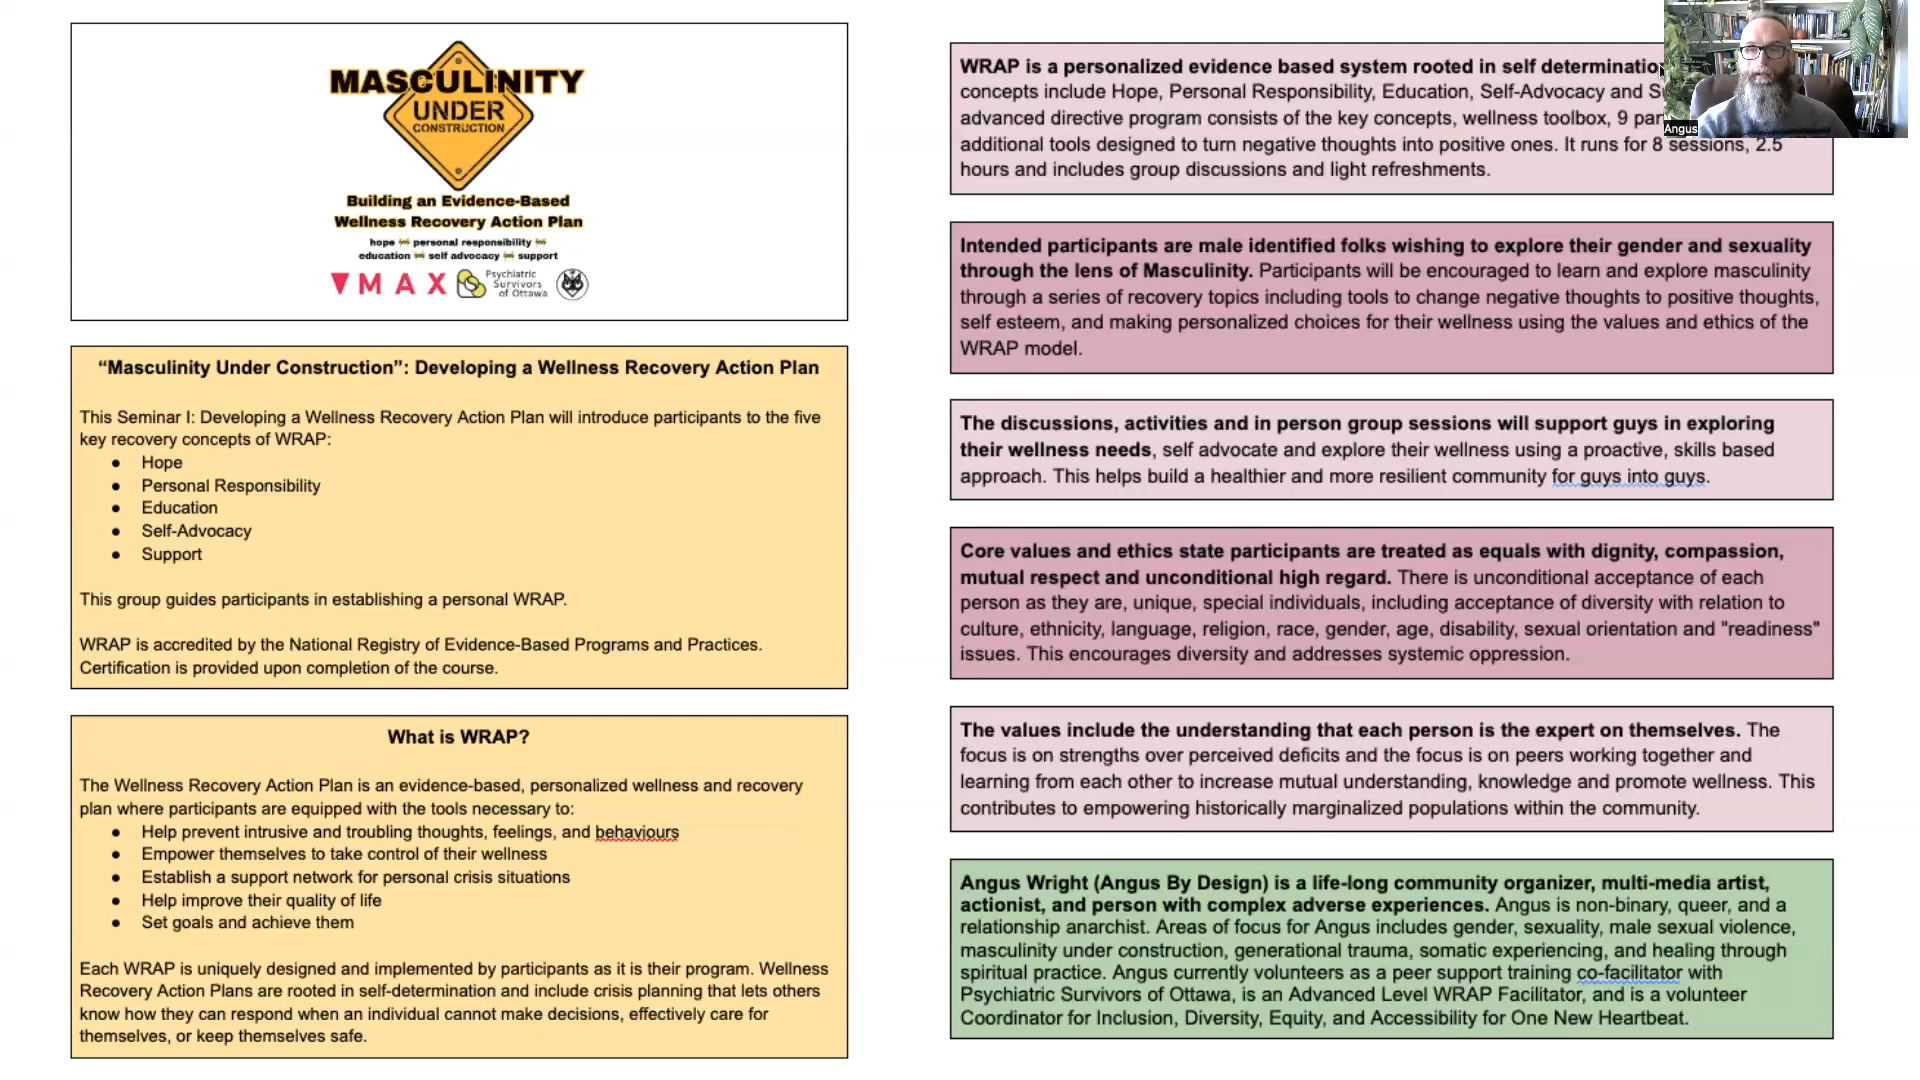 MASCULINITY
UNDER
CONSTRUCTION
Building an Evidence-Based
Wellness Recovery Action Plan
hope personal responsibility
education self advocacy support
MAX
Psychiatric
Survivors
of Ottawa
“Masculinity Under Construction”: Developing a Wellness Recovery Action Plan
This Seminar I: Developing a Wellness Recovery Action Plan will introduce participants to the five
key recovery concepts of WRAP:
● Hope
● Personal Responsibility
● Education
● Self-Advocacy
● Support
This group guides participants in establishing a personal WRAP.
WRAP is accredited by the National Registry of Evidence-Based Programs and Practices.
Certification is provided upon completion of the course.
What is WRAP?
The Wellness Recovery Action Plan is an evidence-based, personalized wellness and recovery
plan where participants are equipped with the tools necessary to:
● Help prevent intrusive and troubling thoughts, feelings, and behaviours
● Empower themselves to take control of their wellness
● Establish a support network for personal crisis situations
● Help improve their quality of life
● Set goals and achieve them
Each WRAP is uniquely designed and implemented by participants as it is their program. Wellness
Recovery Action Plans are rooted in self-determination and include crisis planning that lets others
know how they can respond when an individual cannot make decisions, effectively care for
themselves, or keep themselves safe.
WRAP is a personalized evidence based system rooted in self
concepts include Hope, Personal Responsibility, Education, Self-Advocacy and
advanced directive program consists of the key concepts, wellness toolbox, 9
additional tools designed to turn negative thoughts into positive ones. It runs for 8 sessions, 2.5
hours and includes group discussions and light refreshments.
Intended participants are male identified folks wishing to explore their gender and sexuality
through the lens of Masculinity. Participants will be encouraged to learn and explore masculinity
through a series of recovery topics including tools to change negative thoughts to positive thoughts,
self esteem, and making personalized choices for their wellness using the values and ethics of the
WRAP model.
The discussions, activities and in person group sessions will support guys in exploring
their wellness needs, self advocate and explore their wellness using a proactive, skills based
approach. This helps build a healthier and more resilient community for guys into guys.
Core values and ethics state participants are treated as equals with dignity, compassion,
mutual respect and unconditional high regard. There is unconditional acceptance of each
person as they are, unique, special individuals, including acceptance of diversity with relation to
culture, ethnicity, language, religion, race, gender, age, disability, sexual orientation and "readiness"
issues. This encourages diversity and addresses systemic oppression.
The values include the understanding that each person is the expert on themselves. The
focus is on strengths over perceived deficits and the focus is on peers working together and
learning from each other to increase mutual understanding, knowledge and promote wellness. This
contributes to empowering historically marginalized populations within the community.
Angus Wright (Angus By Design) is a life-long community organizer, multi-media artist,
actionist, and person with complex adverse experiences. Angus is non-binary, queer, and a
relationship anarchist. Areas of focus for Angus includes gender, sexuality, male sexual violence,
masculinity under construction, generational trauma, somatic experiencing, and healing through
spiritual practice. Angus currently volunteers as a peer support training co-facilitator with
Psychiatric Survivors of Ottawa, is an Advanced Level WRAP Facilitator, and is a volunteer
Coordinator for Inclusion, Diversity, Equity, and Accessibility for One New Heartbeat.
Angus